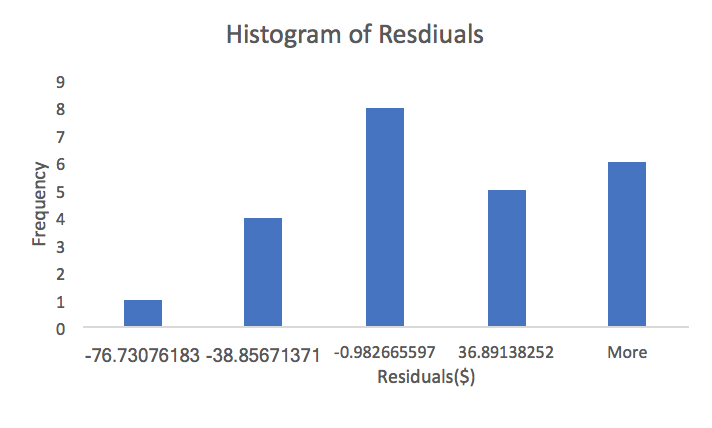 Histogram of Resdiuals
9
8
7
6
5
4
3
2
1
0
Frequency
-76.73076183 -38.85671371 -0.982665597 36.89138252 More
Residuals($)